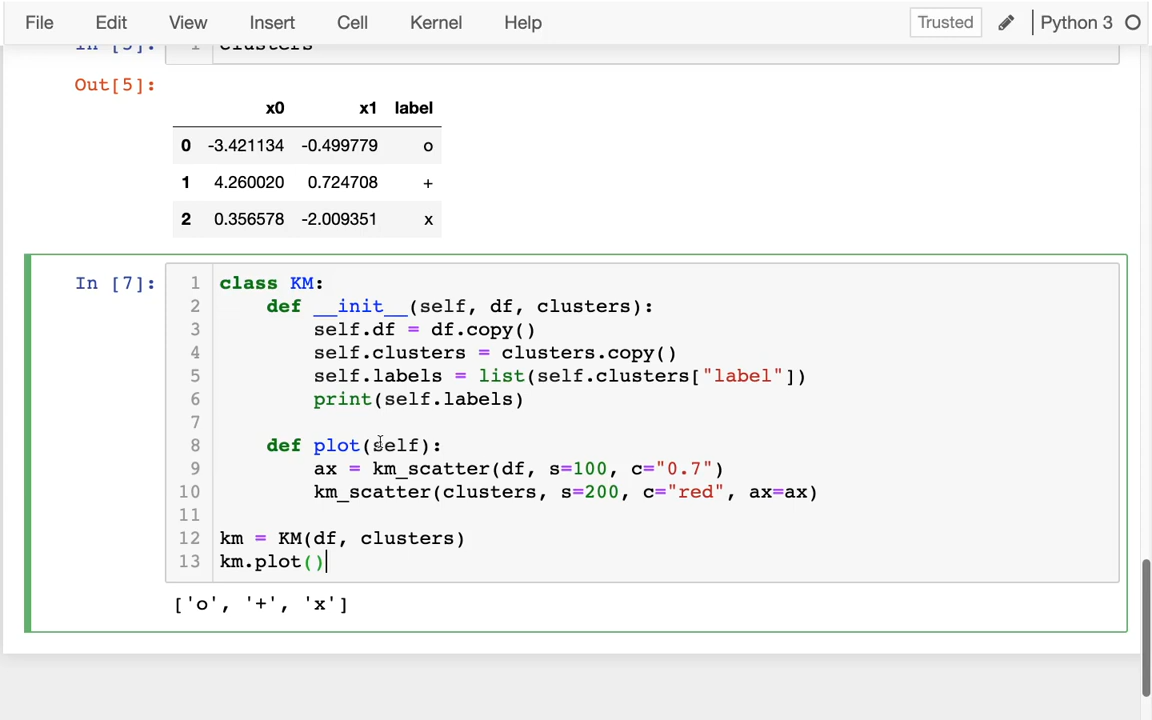 File Edit View Insert Cell Kernel Help Trusted Python 3
In [5]: 1 clusters
Out[5]:
x0 x1 label
0 -3.421134 -0.499779 o
1 4.260020 0.724708 +
2 0.356578 -2.009351 x
In [7]: 1 class KM:
2     def __init__(self, df, clusters):
3         self.df = df.copy()
4         self.clusters = clusters.copy()
5         self.labels = list(self.clusters["label"])
6         print(self.labels)
7
8     def plot(self):
9         ax = km_scatter(df, s=100, c="0.7")
10         km_scatter(clusters, s=200, c="red", ax=ax)
11
12 km = KM(df, clusters)
13 km.plot()
['o', '+', 'x']